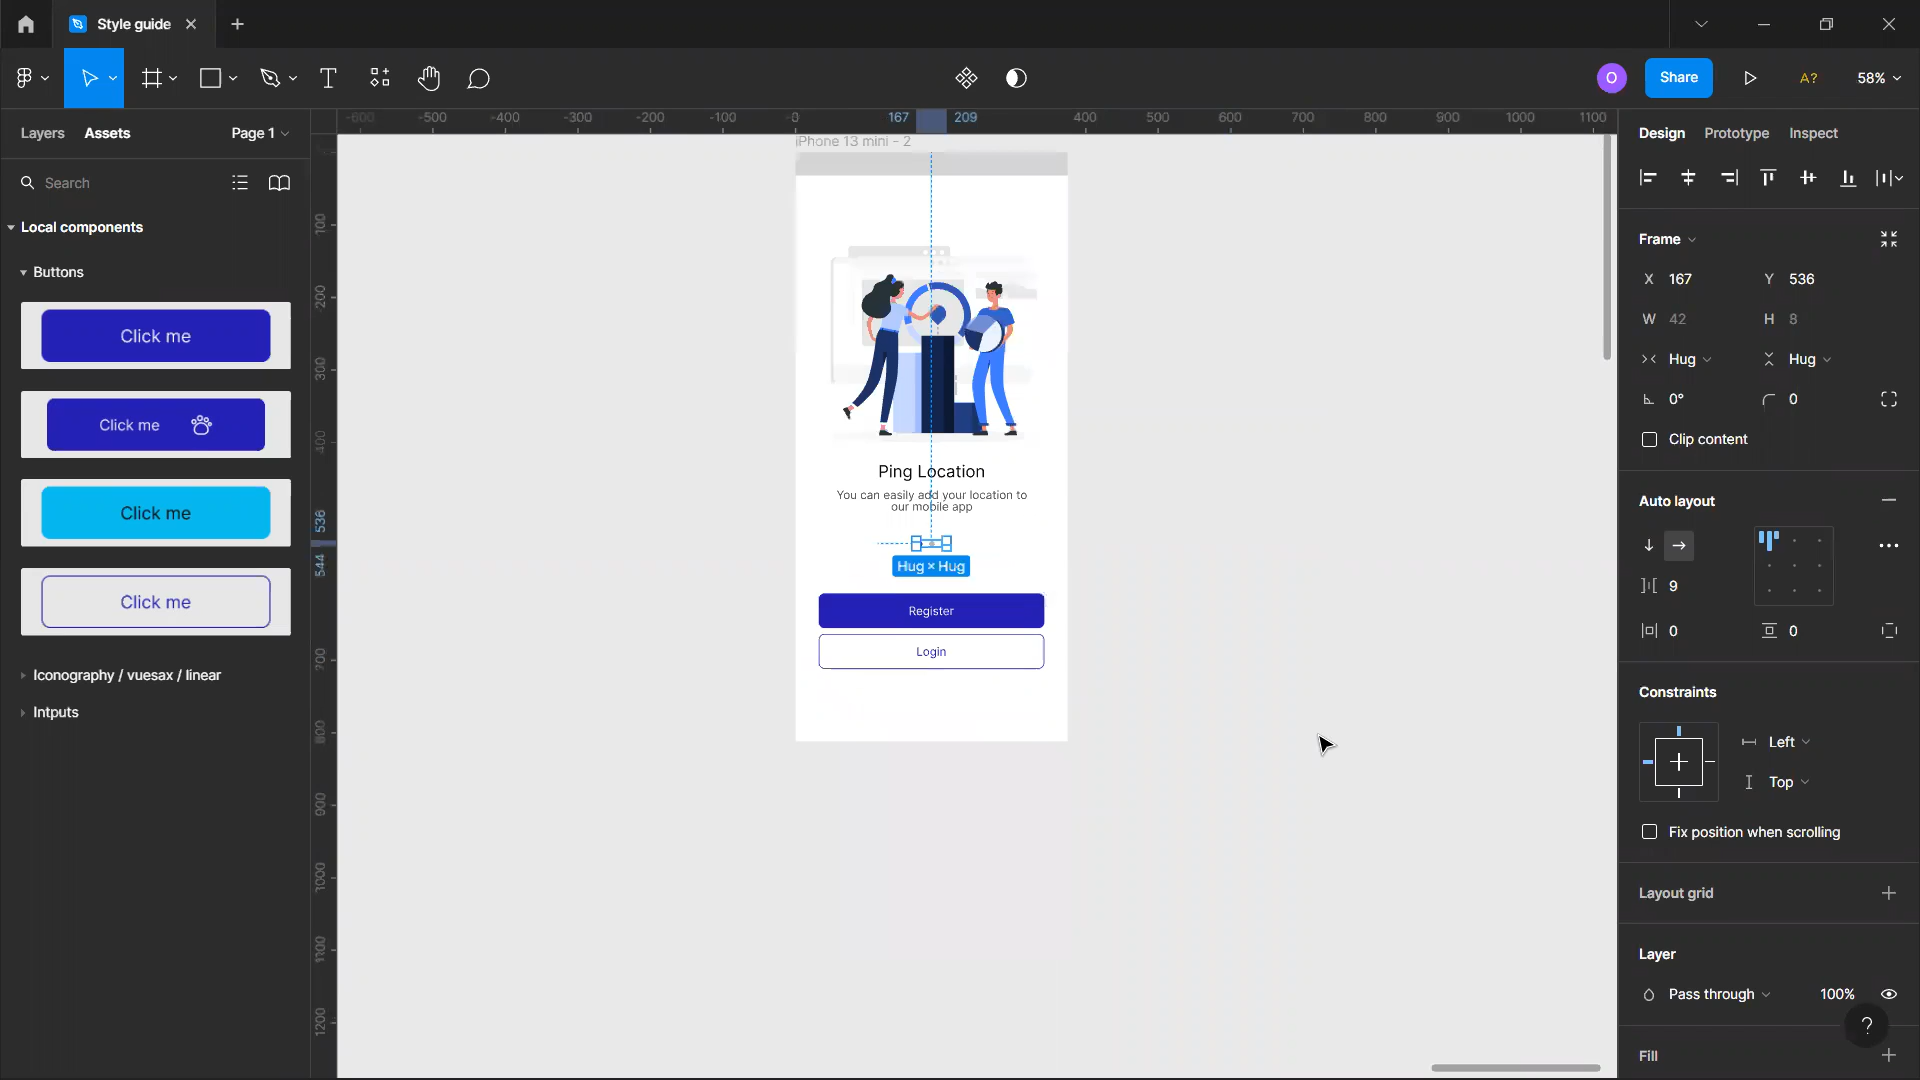 Style guide
O
Share
A?
58%
Layers
Assets
Page 1
Search
Local components
Buttons
Click me
Click me
Click me
Click me
Iconography / vuesax / linear
Intputs
-600
-500
-400
-300
-200
-100
-0
167
209
400
500
600
700
800
900
1000
1100
100
200
300
400
536
544
700
800
900
1000
1100
1200
iPhone 13 mini - 2
Ping Location
You can easily add your location to
our mobile app
Hug × Hug
Register
Login
Design
Prototype
Inspect
Frame
X 167
Y 536
W 42
H 8
Hug
Hug
0°
0
Clip content
Auto layout
9
0
0
Constraints
Left
Top
Fix position when scrolling
Layout grid
Layer
Pass through
100%
?
Fill